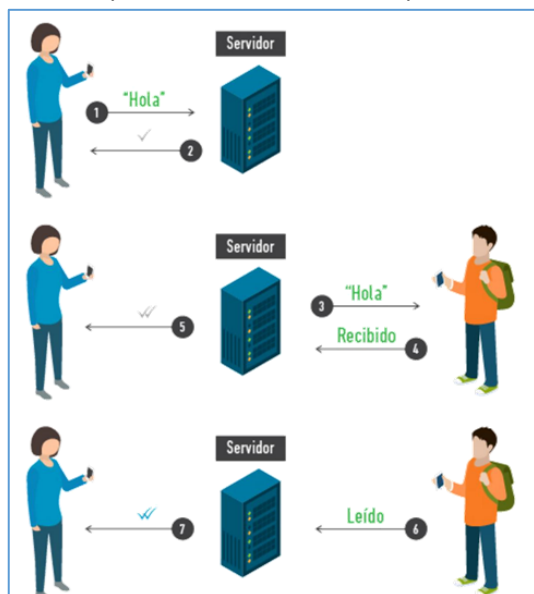 Servidor
"Hola"
1
2
Servidor
"Hola"
3
5
Recibido
4
Servidor
Leído
7
6